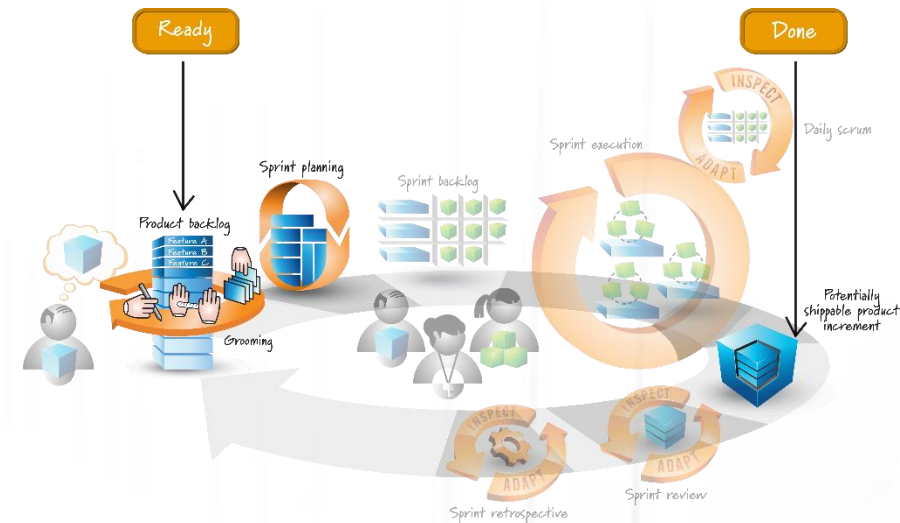 Ready
Done
INSPECT
ADAPT
Daily scrum
Sprint execution
Sprint planning
Sprint backlog
Product backlog
Feature A
Feature B
Feature C
Grooming
Potentially
shippable product
increment
INSPECT
ADAPT
Sprint review
INSPECT
ADAPT
Sprint retrospective